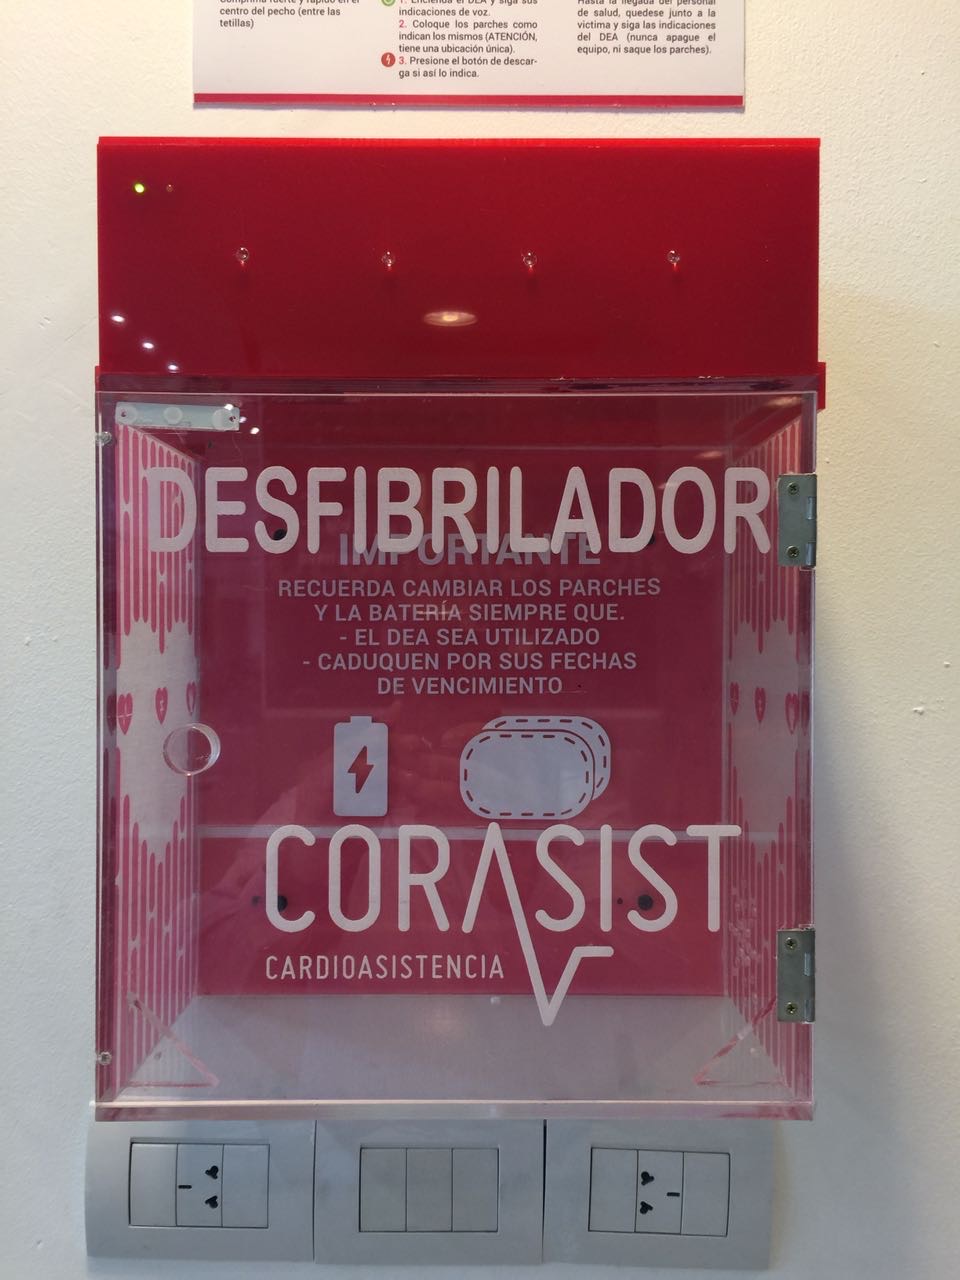 centro del pecho (entre las
tetillas)
indicaciones de voz.
2. Coloque los parches como
indican los mismos (ATENCIÓN,
tiene una ubicación única).
3. Presione el botón de descar-
ga si así lo indica.
Hasta la llegada del personal
de salud, quedese junto a la
victima y siga las indicaciones
del DEA (nunca apague el
equipo, ni saque los parches).
DESFIBRILADOR
IMPORTANTE
RECUERDA CAMBIAR LOS PARCHES
Y LA BATERÍA SIEMPRE QUE.
- EL DEA SEA UTILIZADO
- CADUQUEN POR SUS FECHAS
DE VENCIMIENTO
CORASIST
CARDIOASISTENCIA